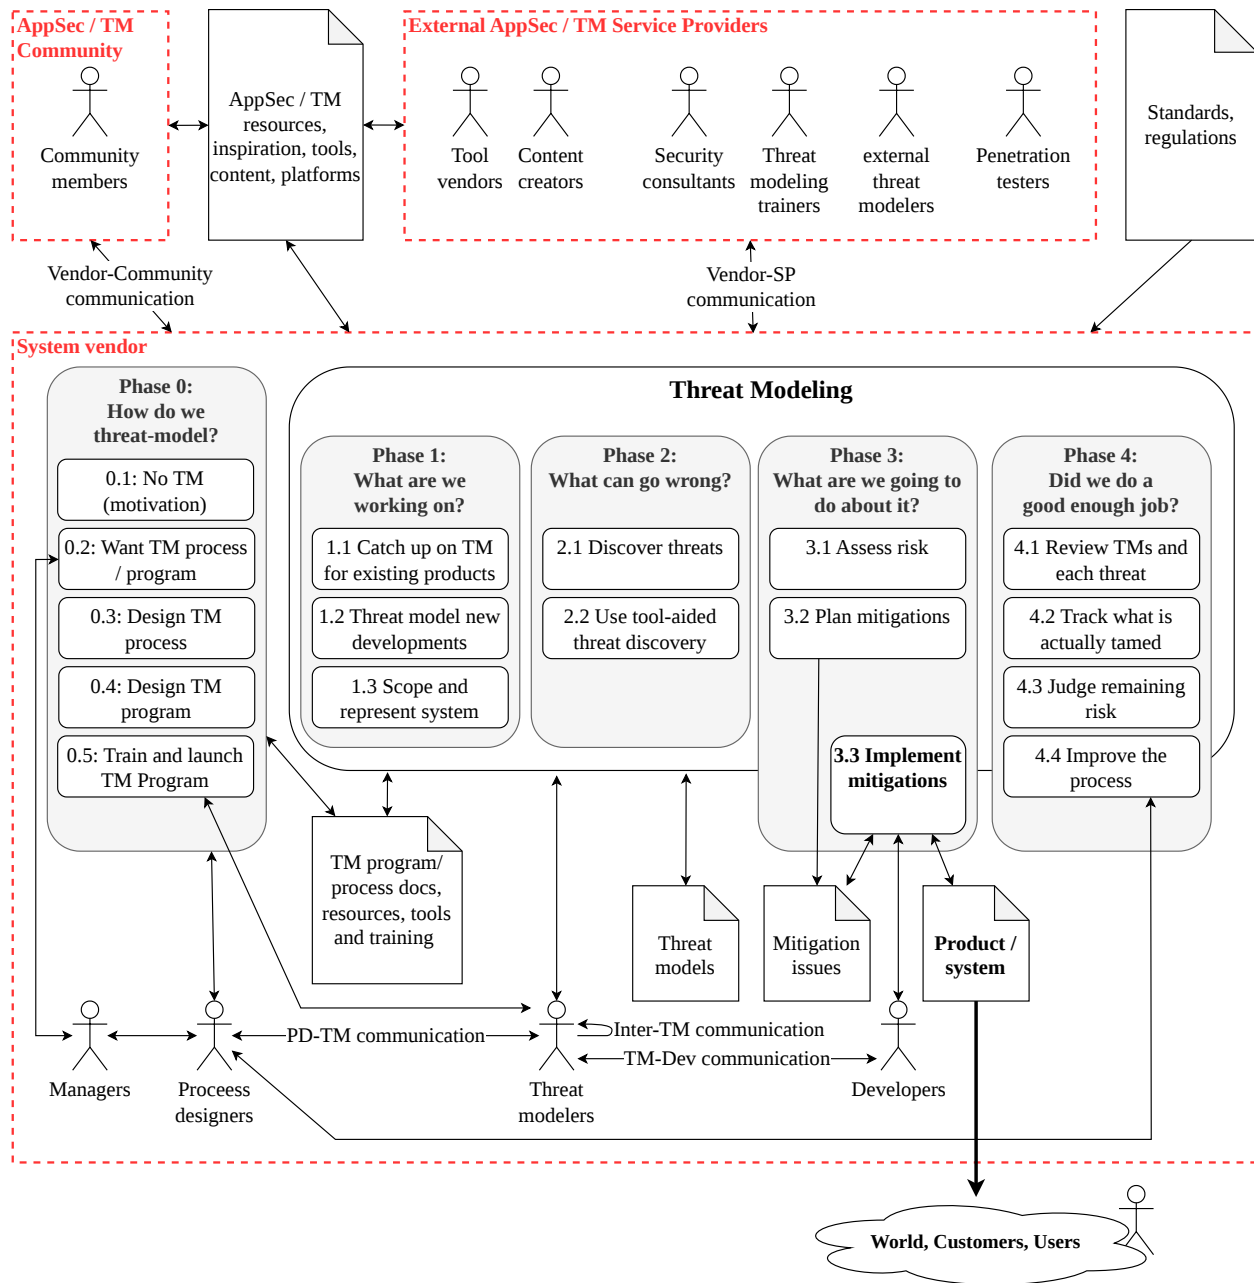 AppSec / TM
Community
Community
members
AppSec / TM
resources,
inspiration, tools,
content, platforms
External AppSec / TM Service Providers
Tool
vendors
Content
creators
Security
consultants
Threat
modeling
trainers
external
threat
modelers
Penetration
testers
Standards,
regulations
Vendor-Community
communication
Vendor-SP
communication
System vendor
Phase 0:
How do we
threat-model?
0.1: No TM
(motivation)
0.2: Want TM process
/ program
0.3: Design TM
process
0.4: Design TM
program
0.5: Train and launch
TM Program
Threat Modeling
Phase 1:
What are we
working on?
1.1 Catch up on TM
for existing products
1.2 Threat model new
developments
1.3 Scope and
represent system
Phase 2:
What can go wrong?
2.1 Discover threats
2.2 Use tool-aided
threat discovery
Phase 3:
What are we going to
do about it?
3.1 Assess risk
3.2 Plan mitigations
3.3 Implement
mitigations
Phase 4:
Did we do a
good enough job?
4.1 Review TMs and
each threat
4.2 Track what is
actually tamed
4.3 Judge remaining
risk
4.4 Improve the
process
TM program/
process docs,
resources, tools
and training
Threat
models
Mitigation
issues
Product /
system
Managers
Proceess
designers
PD-TM communication
Threat
modelers
Inter-TM communication
TM-Dev communication
Developers
World, Customers, Users